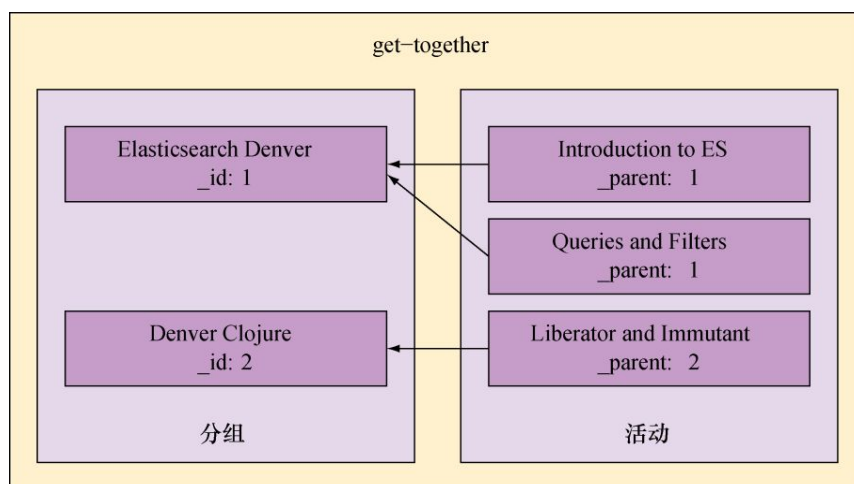 get-together
Elasticsearch Denver
_id: 1
Denver Clojure
_id: 2
分组
Introduction to ES
_parent: 1
Queries and Filters
_parent: 1
Liberator and Immutant
_parent: 2
活动